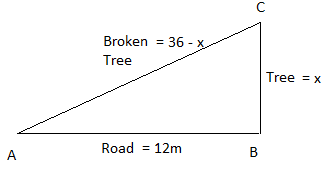 C
Broken = 36 - x
Tree
Tree = x
A
Road = 12m
B